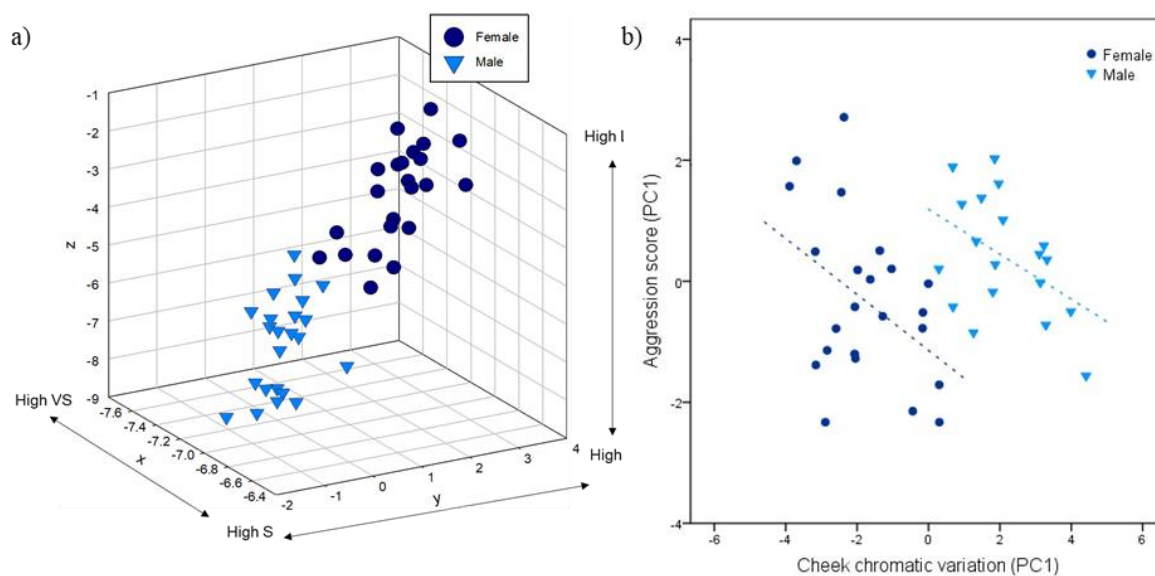 a)
Female
Male
-1
-2
-3
-4
-5
-6
-7
-8
-9
z
High VS
-7.6
-7.4
-7.2
-7.0
-6.8
-6.6
-6.4
x
High S
-2
-1
0
1
2
3
4
y
High
High l
b)
Female
Male
4
2
0
-2
-4
Aggression score (PC1)
-6
-4
-2
0
2
4
6
Cheek chromatic variation (PC1)